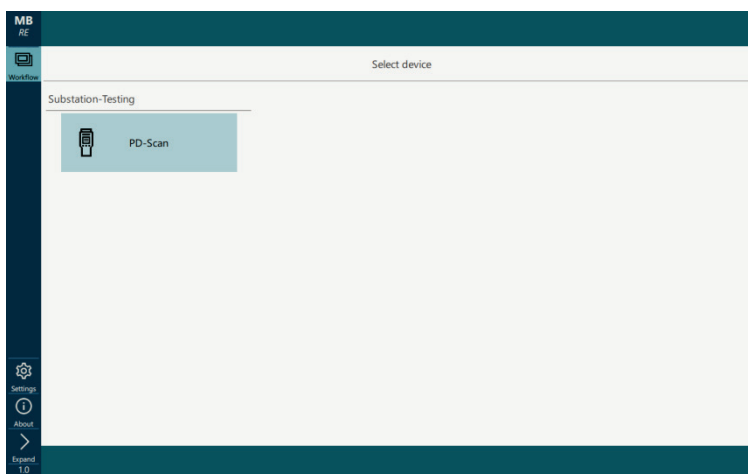 MB
RE
Workflow
Select device
Substation-Testing
PD-Scan
Settings
About
Expand
1.0